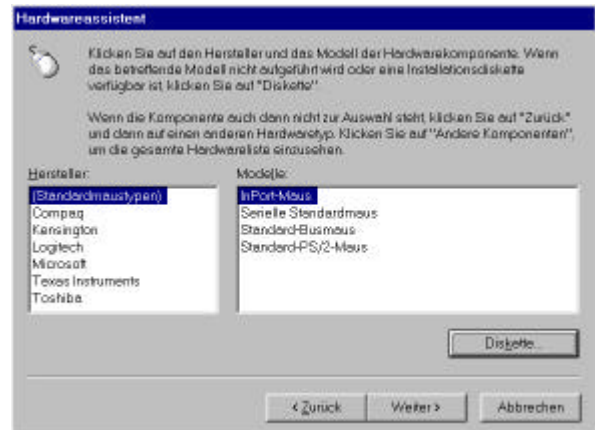 Hardwareassistent
Klicken Sie auf den Hersteller und das Modell der Hardwarekomponente. Wenn
das betreffende Modell nicht aufgeführt wird oder eine Installationsdiskette
verfügbar ist, klicken Sie auf "Diskette".
Wenn die Komponente auch dann nicht zur Auswahl steht, klicken Sie auf "Zurück"
und dann auf einen anderen Hardwaretyp. Klicken Sie auf "Andere Komponenten",
um die gesamte Hardwareliste einzusehen.
Hersteller:
(Standardmaustypen)
Compaq
Kensington
Logitech
Microsoft
Texas Instruments
Toshiba
Modelle:
InPort-Maus
Serielle Standardmaus
Standard-Busmaus
Standard-PS/2-Maus
Diskette...
< Zurück
Weiter >
Abbrechen